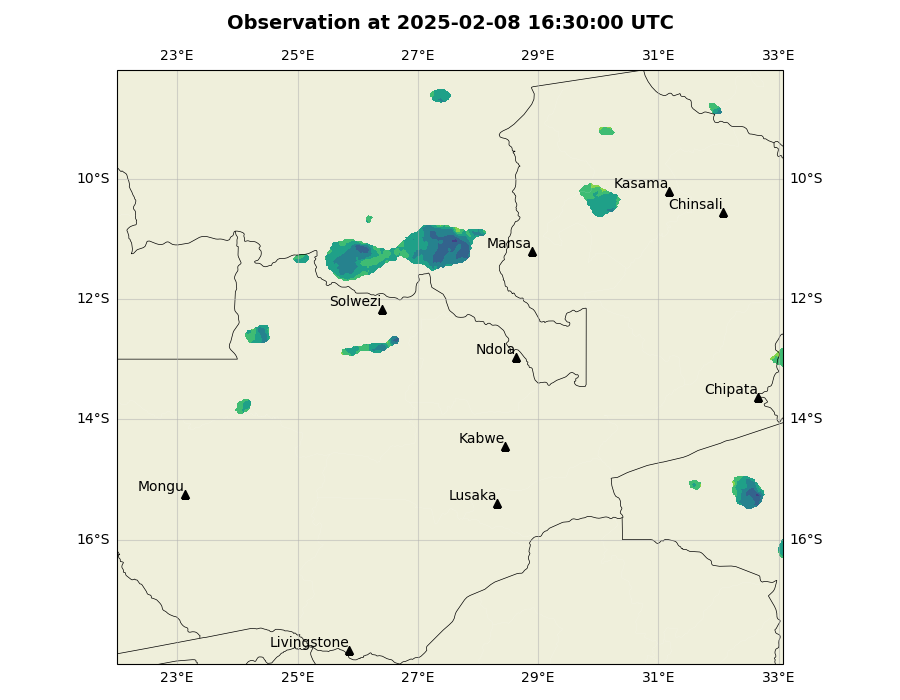 Observation at 2025-02-08 16:30:00 UTC
23°E 25°E 27°E 29°E 31°E 33°E
10°S Kasama 10°S
Chinsali
Mansa
12°S Solwezi 12°S
Ndola
Chipata
14°S 14°S
Kabwe
Mongu
Lusaka
16°S 16°S
Livingstone
23°E 25°E 27°E 29°E 31°E 33°E